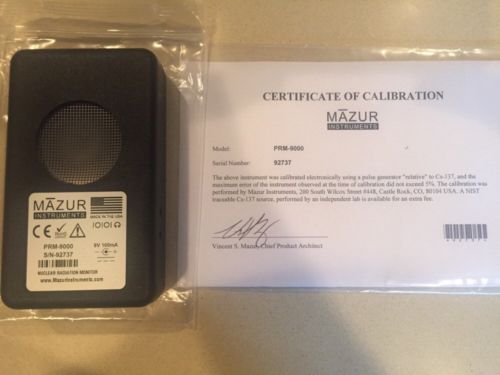 MAZUR
INSTRUMENTS
MADE IN THE USA
CE
IOIOI
PRM-9000
S/N-92737
9V 100mA
NUCLEAR RADIATION MONITOR
www.MazurInstruments.com
CERTIFICATE OF CALIBRATION
MAZUR
INSTRUMENTS
Model: PRM-9000
Serial Number: 92737
The above instrument was calibrated electronically using a pulse generator "relative" to Cs-137, and
the maximum error of the instrument observed at the time of calibration did not exceed 5%. The calibration was
performed by Mazur Instruments, 200 South Wilcox Street #448, Castle Rock, CO, 80104 USA. A NIST
traceable Cs-137 source, performed by an independent lab is available for an extra fee.
Vincent S. Mazur, Chief Product Architect